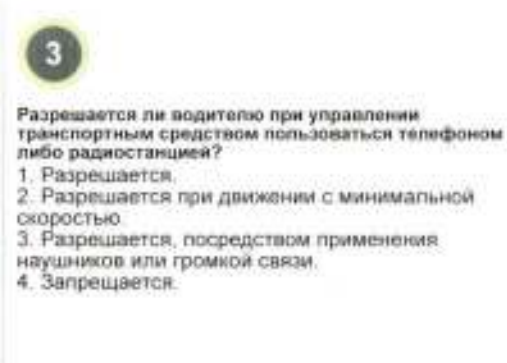 3
Разрешается ли водителю при управлении
транспортным средством пользоваться телефоном
либо радиостанцией?
1. Разрешается.
2. Разрешается при движении с минимальной
скоростью.
3. Разрешается, посредством применения
наушников или громкой связи.
4. Запрещается.